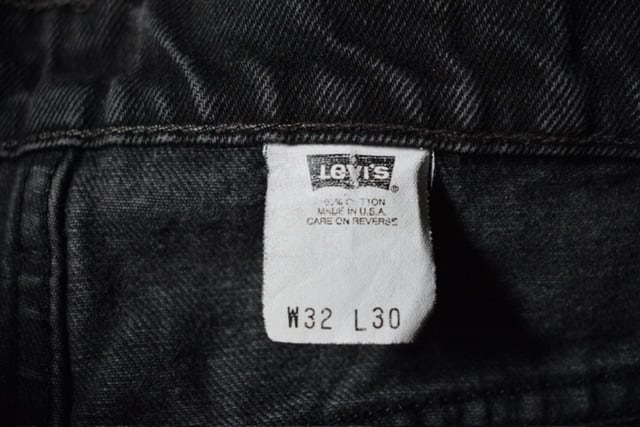 LEVI'S ®
100% COTTON
MADE IN U.S.A.
CARE ON REVERSE
W32 L30